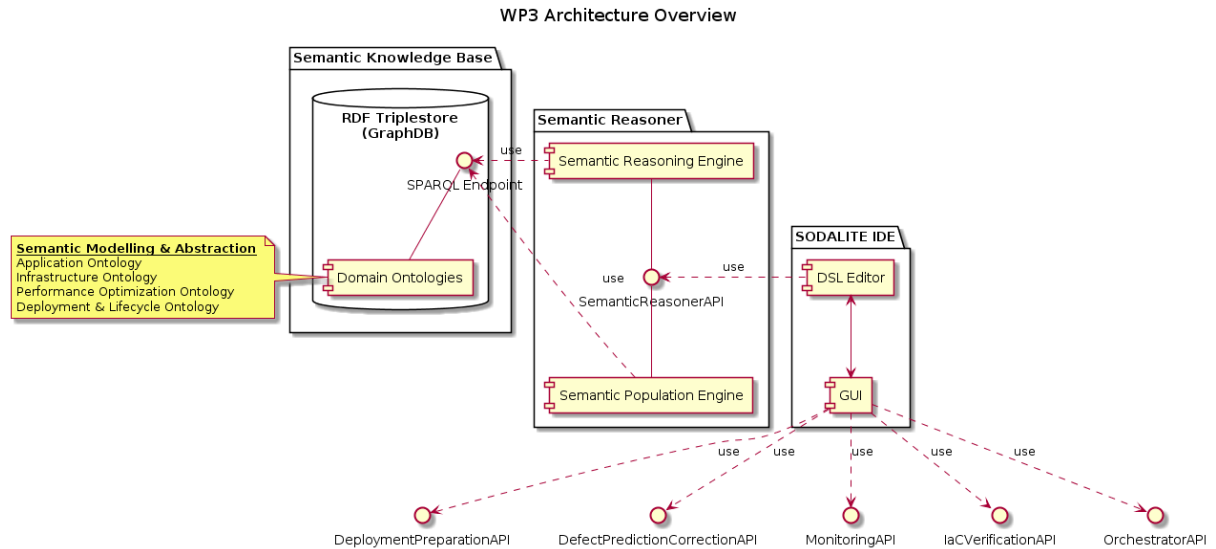 WP3 Architecture Overview
Semantic Knowledge Base
RDF Triplestore
(GraphDB)
SPARQL Endpoint
Domain Ontologies
Semantic Modelling & Abstraction
Application Ontology
Infrastructure Ontology
Performance Optimization Ontology
Deployment & Lifecycle Ontology
Semantic Reasoner
Semantic Reasoning Engine
use
use
SemanticReasonerAPI
Semantic Population Engine
SODALITE IDE
DSL Editor
use
GUI
use
use
use
use
use
DeploymentPreparationAPI
DefectPredictionCorrectionAPI
MonitoringAPI
IaCVerificationAPI
OrchestratorAPI